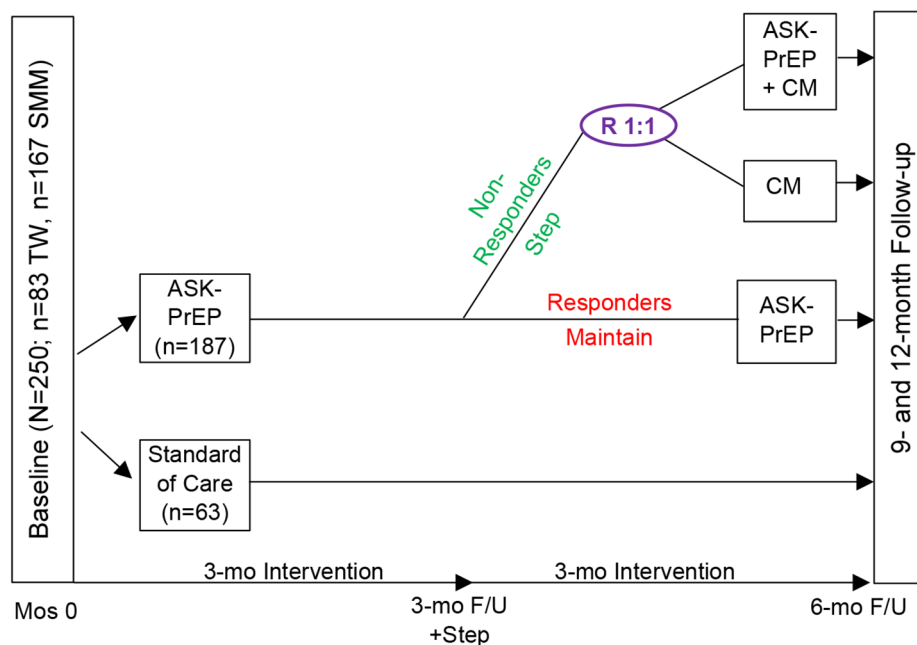 Baseline (N=250; n=83 TW, n=167 SMM)
ASK-
PrEP
(n=187)
Standard
of Care
(n=63)
Non-
Responders
Step
R 1:1
ASK-
PrEP
+ CM
CM
Responders
Maintain
ASK-
PrEP
9- and 12-month Follow-up
3-mo Intervention
3-mo Intervention
Mos 0
3-mo F/U
+Step
6-mo F/U